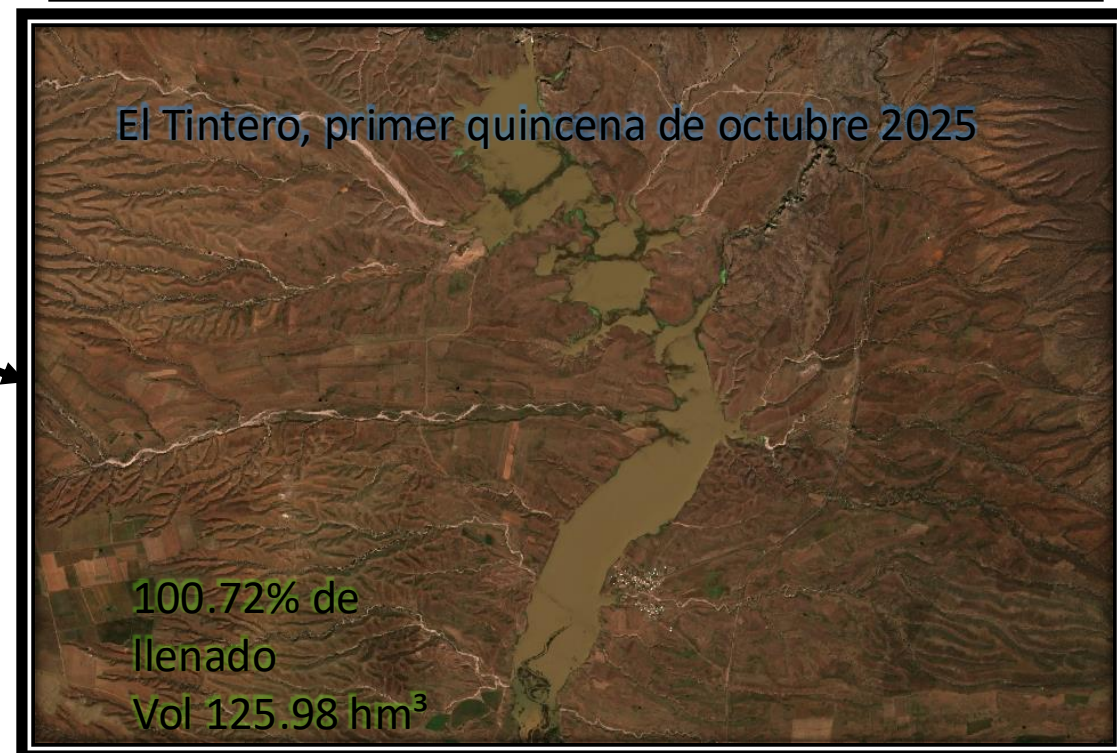 El Tintero, primer quincena de octubre 2025
100.72% de
llenado
Vol 125.98 hm³